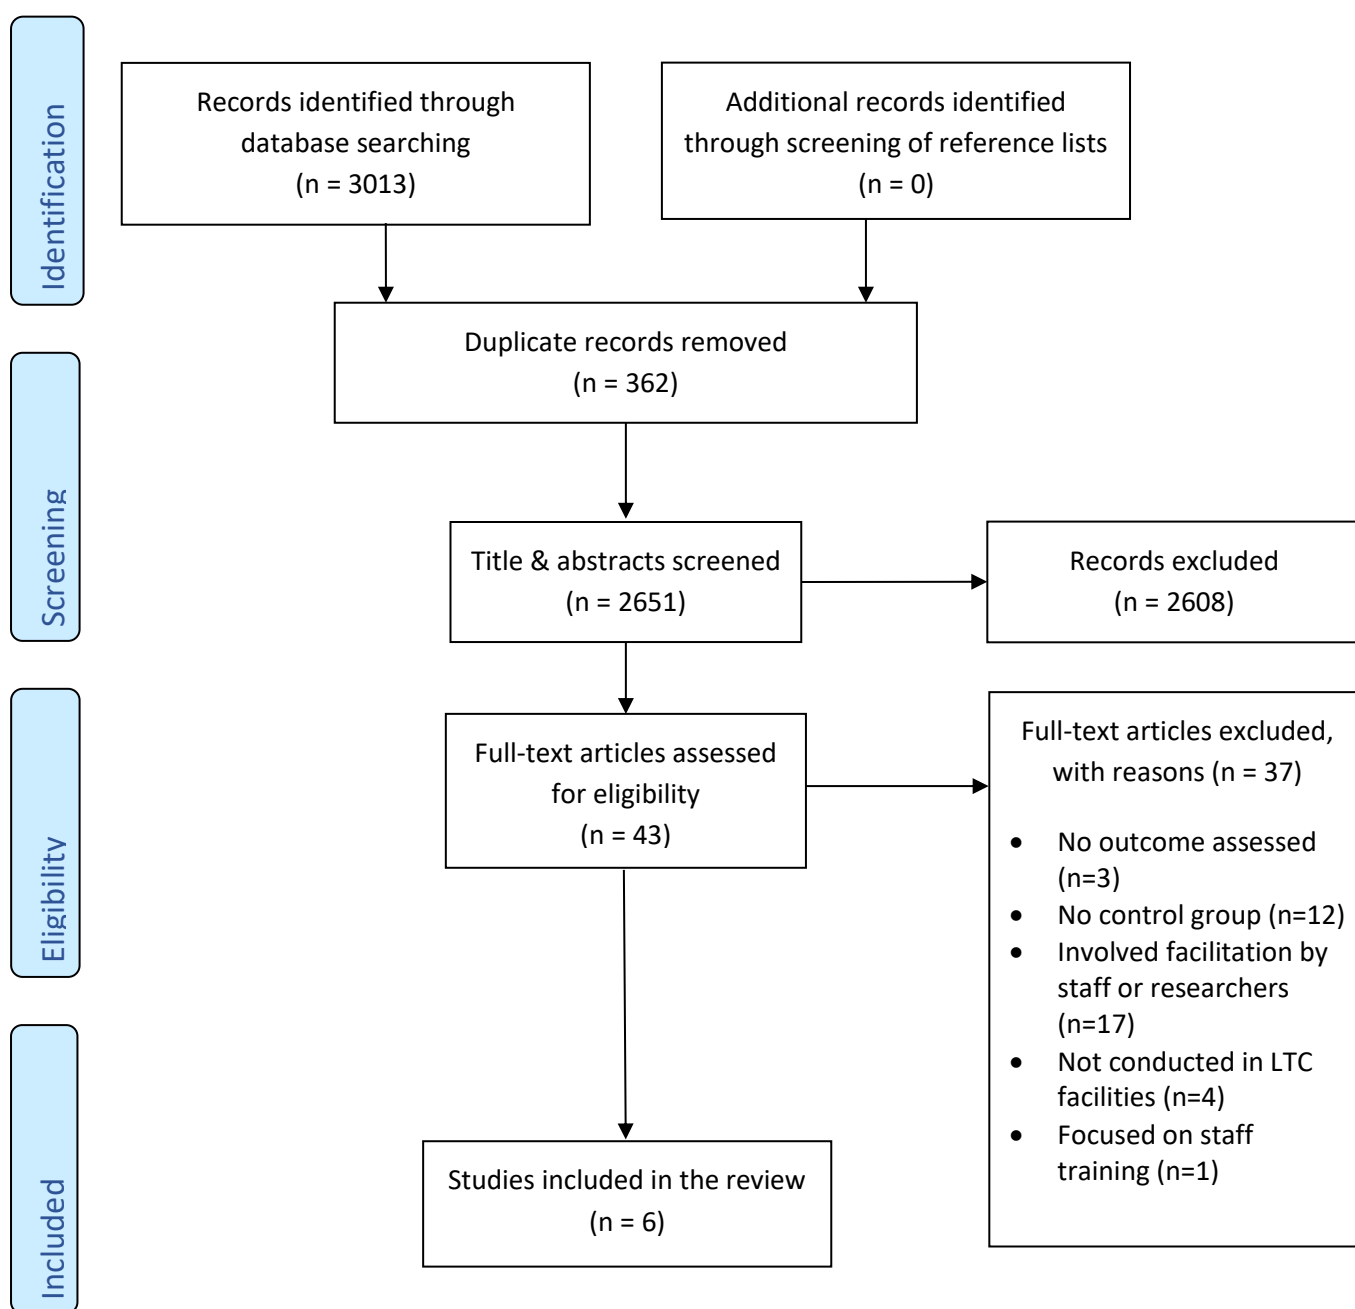 Identification
Records identified through
database searching
(n = 3013)
Additional records identified
through screening of reference lists
(n = 0)
Duplicate records removed
(n = 362)
Screening
Title & abstracts screened
(n = 2651)
Records excluded
(n = 2608)
Eligibility
Full-text articles assessed
for eligibility
(n = 43)
Full-text articles excluded,
with reasons (n = 37)
• No outcome assessed
(n=3)
• No control group (n=12)
• Involved facilitation by
staff or researchers
(n=17)
• Not conducted in LTC
facilities (n=4)
• Focused on staff
training (n=1)
Included
Studies included in the review
(n = 6)